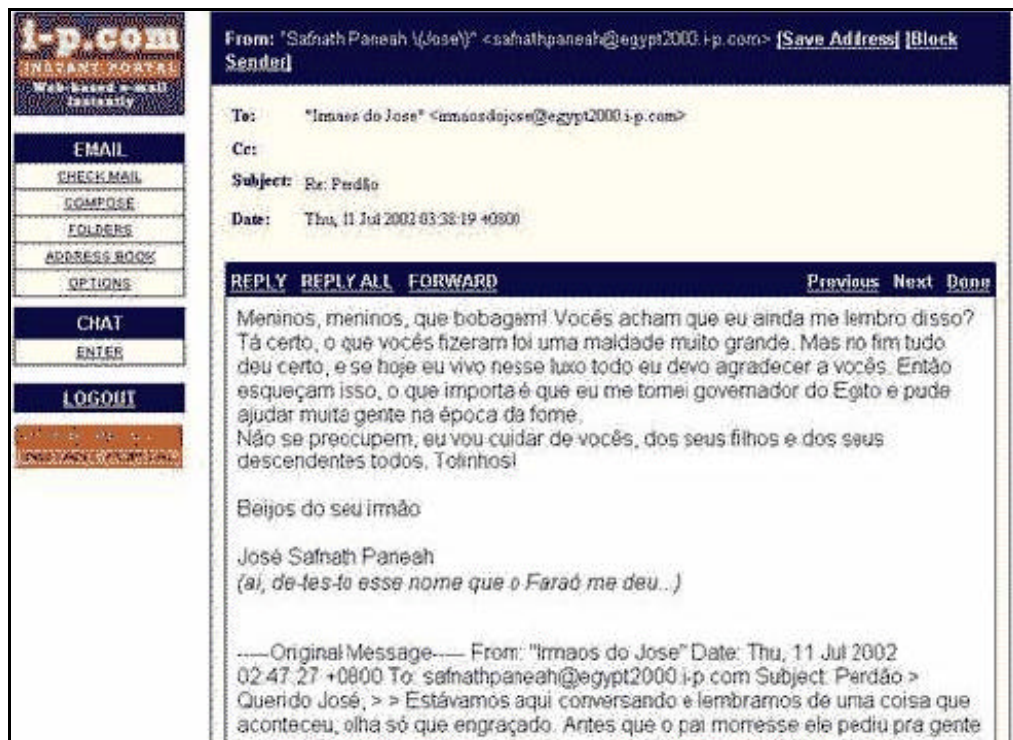 i-p.com
INSTANT PORTAL
Web-based e-mail
Instantly
EMAIL
CHECK MAIL
COMPOSE
FOLDERS
ADDRESS BOOK
OPTIONS
CHAT
ENTER
LOGOUT
From: "Safnath Paneah \(Jose\)" <safnathpaneah@egypt2000.i-p.com> [Save Address] [Block
Sender]
To: "Irmaos do Jose" <irmaosdojose@egypt2000.i-p.com>
Cc:
Subject: Re: Perdão
Date: Thu, 11 Jul 2002 03:38:19 +0800
REPLY REPLY ALL FORWARD Previous Next Done
Meninos, meninos, que bobagem! Vocês acham que eu ainda me lembro disso?
Tá certo, o que vocês fizeram foi uma maldade muito grande. Mas no fim tudo
deu certo, e se hoje eu vivo nesse luxo todo eu devo agradecer a vocês. Então
esqueçam isso, o que importa é que eu me tornei governador do Egito e pude
ajudar muita gente na época da fome.
Não se preocupem, eu vou cuidar de vocês, dos seus filhos e dos seus
descendentes todos. Tolinhos!
Beijos do seu irmão
José Safnath Paneah
(ai, de-tes-to esse nome que o Faraó me deu...)
-----Original Message----- From: "Irmaos do Jose" Date: Thu, 11 Jul 2002
02:47:27 +0800 To: safnathpaneah@egypt2000.i-p.com Subject: Perdão >
Querido José, > > Estávamos aqui conversando e lembramos de uma coisa que
aconteceu, olha só que engraçado. Antes que o pai morresse ele pediu pra gente